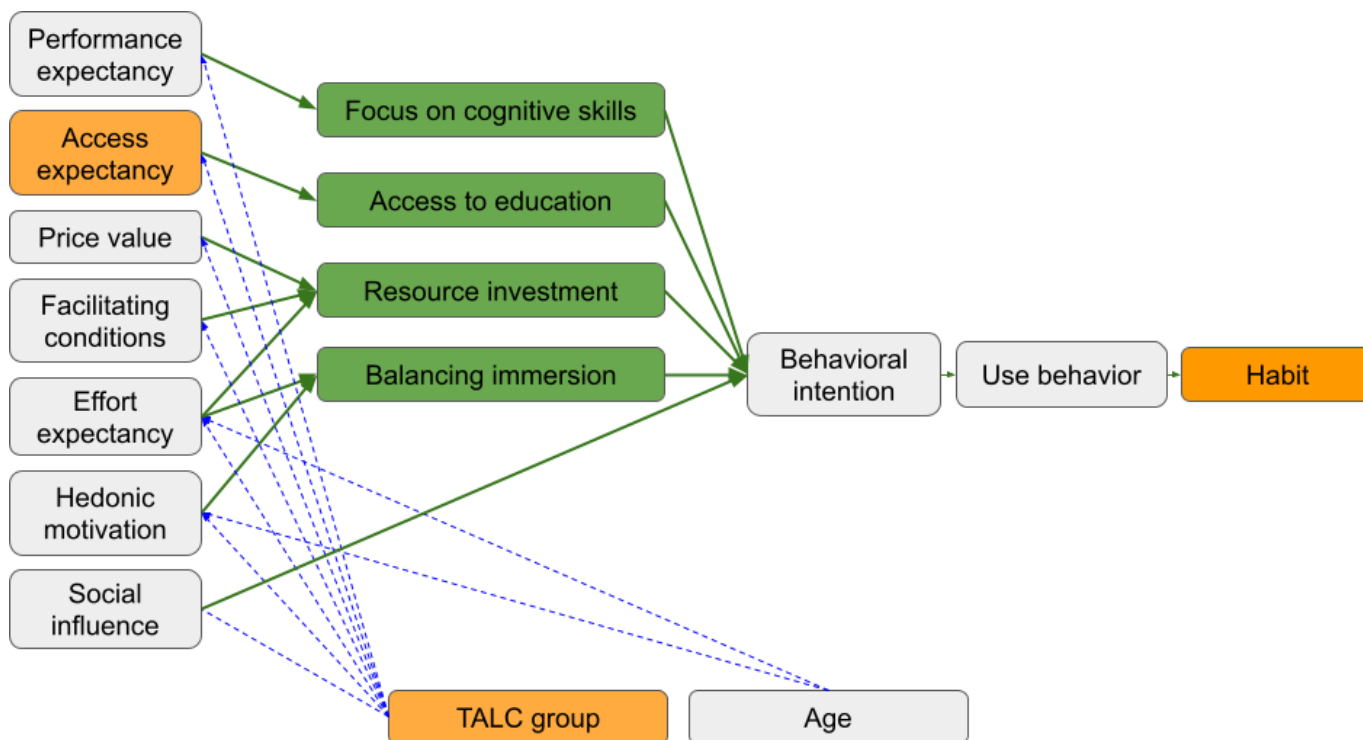 Performance
expectancy
Access
expectancy
Price value
Facilitating
conditions
Effort
expectancy
Hedonic
motivation
Social
influence
Focus on cognitive skills
Access to education
Resource investment
Balancing immersion
Behavioral
intention
Use behavior
Habit
TALC group
Age